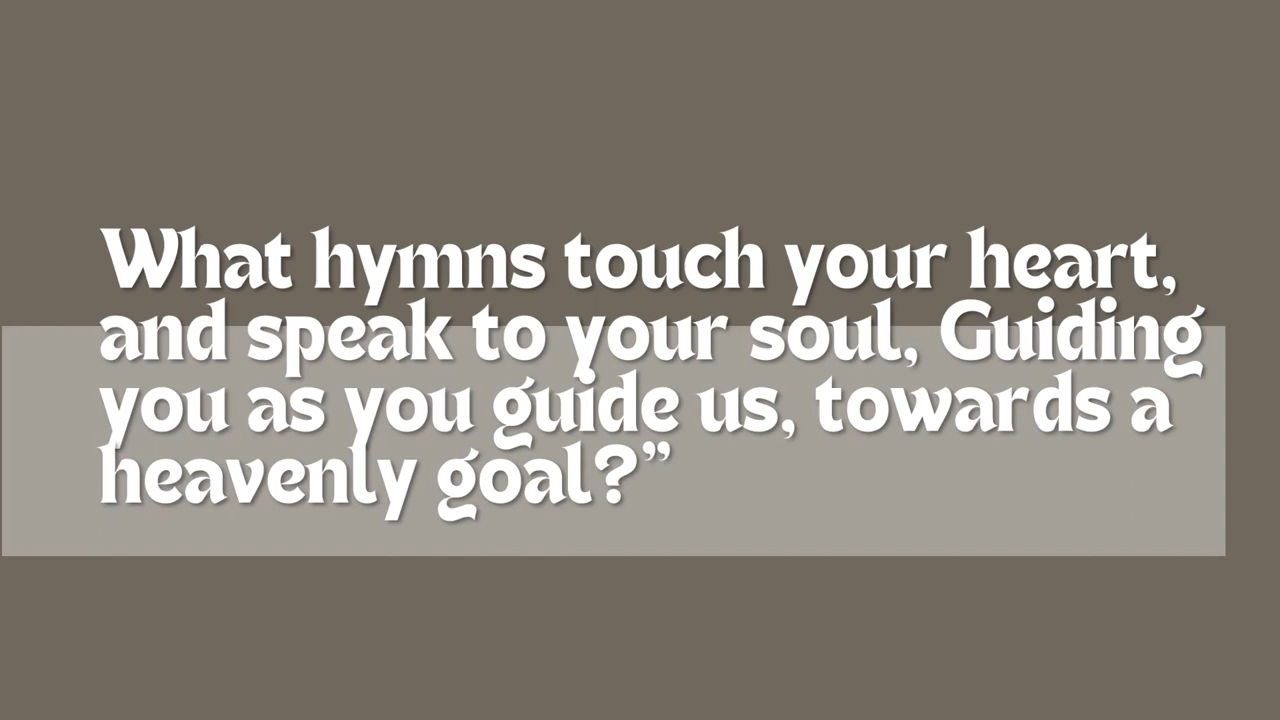 What hymns touch your heart,
and speak to your soul, Guiding
you as you guide us, towards a
heavenly goal?”